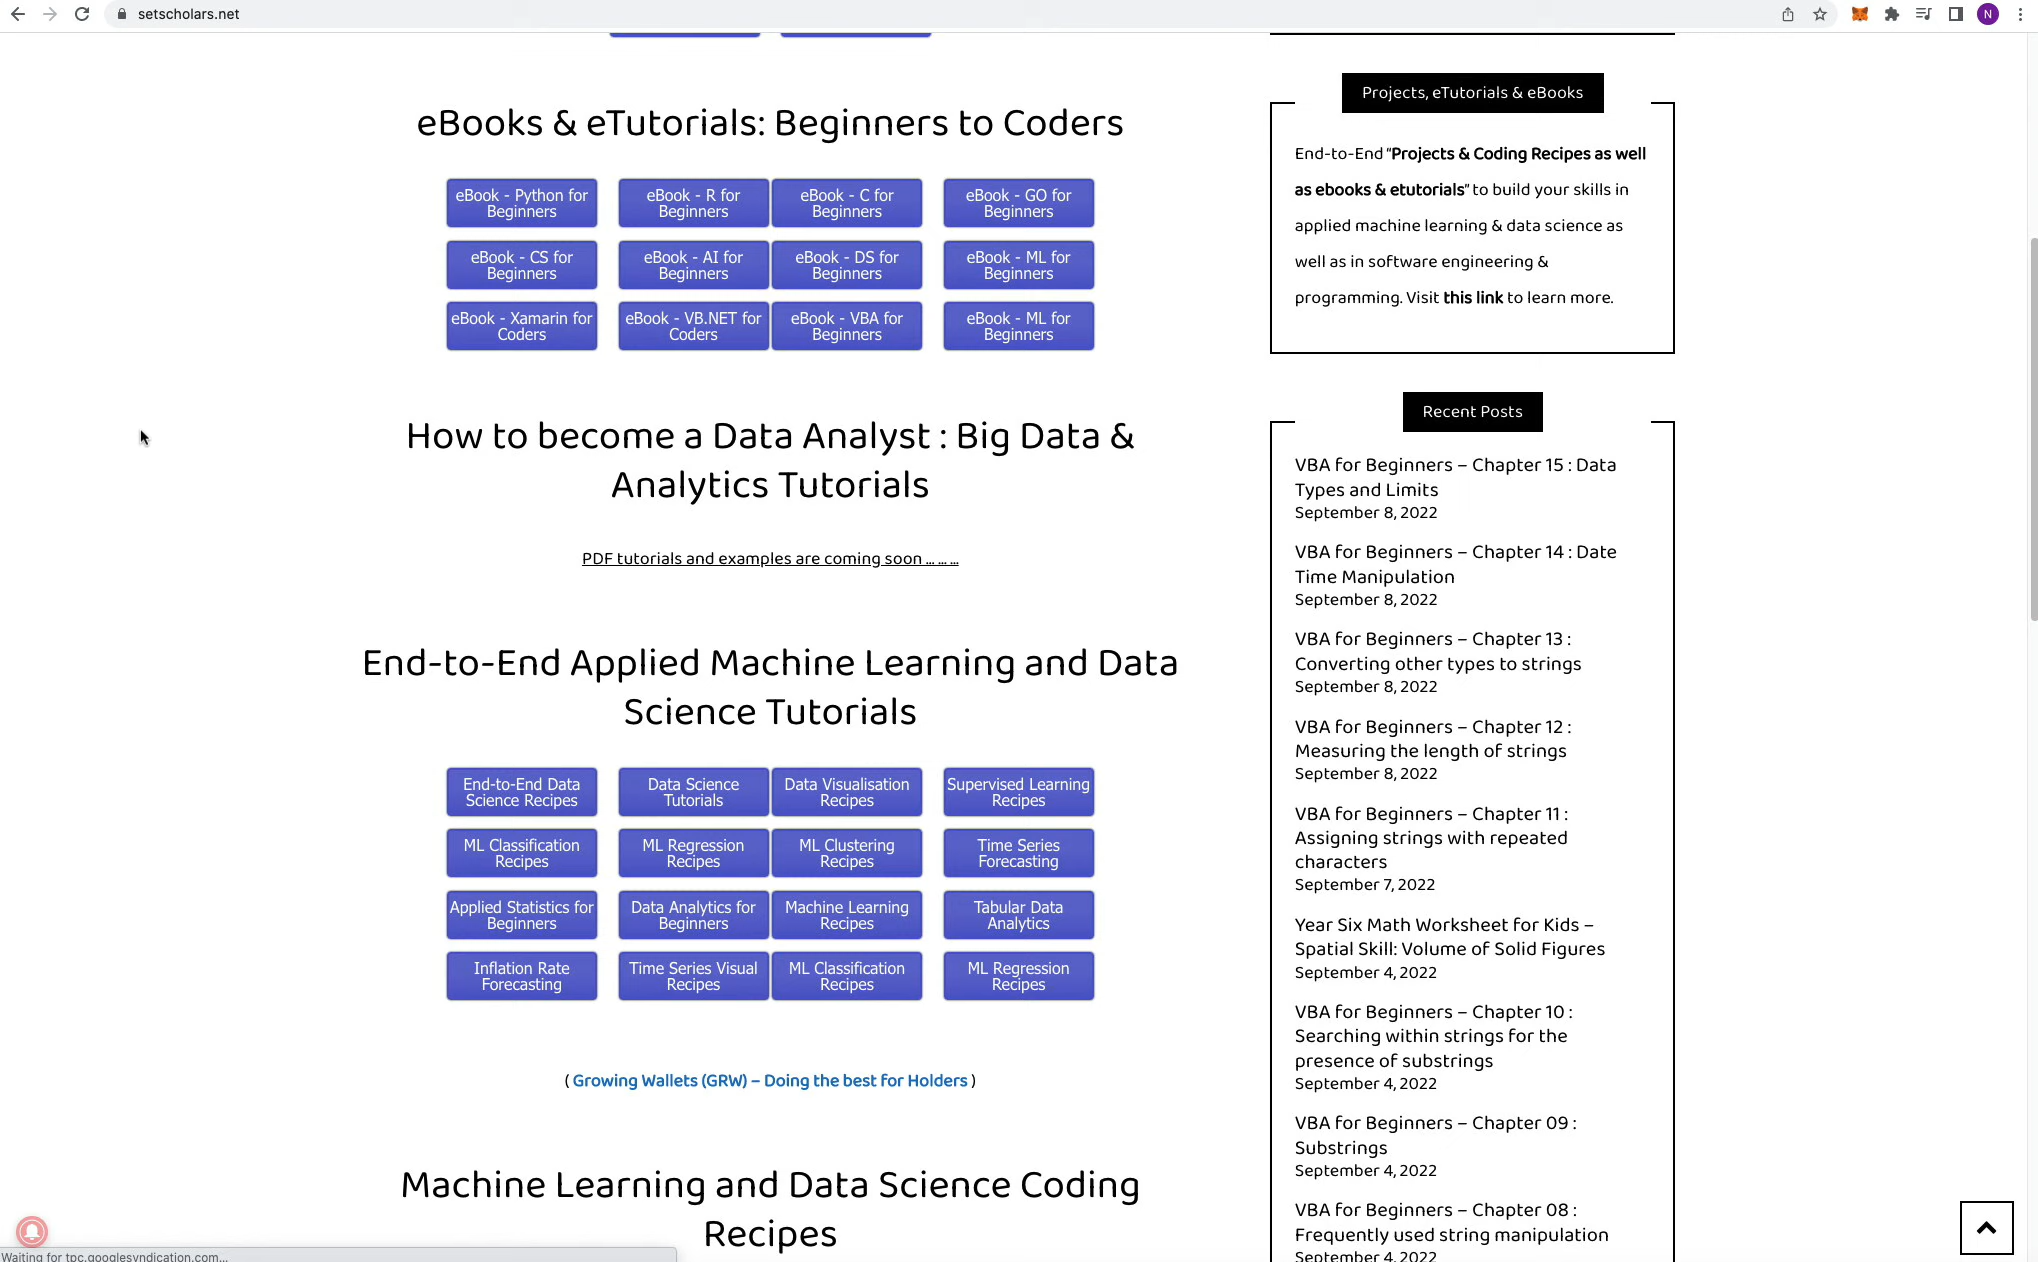 setscholars.net
N
eBooks & eTutorials: Beginners to Coders
eBook - Python for
Beginners
eBook - R for
Beginners
eBook - C for
Beginners
eBook - GO for
Beginners
eBook - CS for
Beginners
eBook - AI for
Beginners
eBook - DS for
Beginners
eBook - ML for
Beginners
eBook - Xamarin for
Coders
eBook - VB.NET for
Coders
eBook - VBA for
Beginners
eBook - ML for
Beginners
How to become a Data Analyst : Big Data &
Analytics Tutorials
PDF tutorials and examples are coming soon ... ... ...
End-to-End Applied Machine Learning and Data
Science Tutorials
End-to-End Data
Science Recipes
Data Science
Tutorials
Data Visualisation
Recipes
Supervised Learning
Recipes
ML Classification
Recipes
ML Regression
Recipes
ML Clustering
Recipes
Time Series
Forecasting
Applied Statistics for
Beginners
Data Analytics for
Beginners
Machine Learning
Recipes
Tabular Data
Analytics
Inflation Rate
Forecasting
Time Series Visual
Recipes
ML Classification
Recipes
ML Regression
Recipes
( Growing Wallets (GRW) – Doing the best for Holders )
Machine Learning and Data Science Coding
Recipes
Projects, eTutorials & eBooks
End-to-End "Projects & Coding Recipes as well
as ebooks & etutorials" to build your skills in
applied machine learning & data science as
well as in software engineering &
programming. Visit this link to learn more.
Recent Posts
VBA for Beginners – Chapter 15 : Data
Types and Limits
September 8, 2022
VBA for Beginners – Chapter 14 : Date
Time Manipulation
September 8, 2022
VBA for Beginners – Chapter 13 :
Converting other types to strings
September 8, 2022
VBA for Beginners – Chapter 12 :
Measuring the length of strings
September 8, 2022
VBA for Beginners – Chapter 11 :
Assigning strings with repeated
characters
September 7, 2022
Year Six Math Worksheet for Kids –
Spatial Skill: Volume of Solid Figures
September 4, 2022
VBA for Beginners – Chapter 10 :
Searching within strings for the
presence of substrings
September 4, 2022
VBA for Beginners – Chapter 09 :
Substrings
September 4, 2022
VBA for Beginners – Chapter 08 :
Frequently used string manipulation
September 4, 2022
Waiting for tpc.googlesyndication.com...